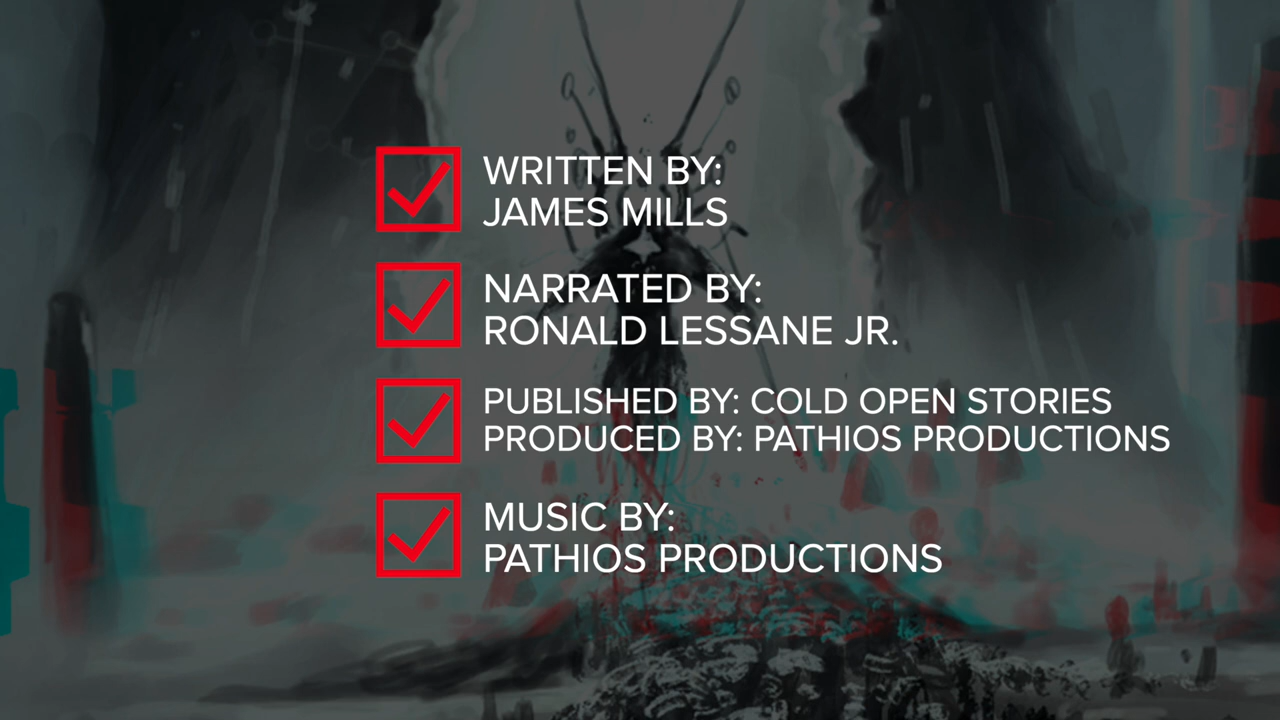 WRITTEN BY:
JAMES MILLS
NARRATED BY:
RONALD LESSANE JR.
PUBLISHED BY: COLD OPEN STORIES
PRODUCED BY: PATHIOS PRODUCTIONS
MUSIC BY:
PATHIOS PRODUCTIONS